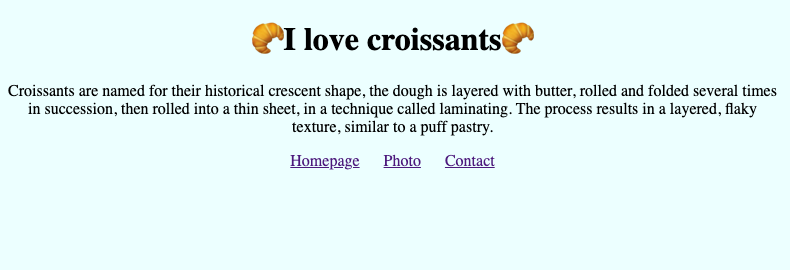 🥐I love croissants🥐
Croissants are named for their historical crescent shape, the dough is layered with butter, rolled and folded several times
in succession, then rolled into a thin sheet, in a technique called laminating. The process results in a layered, flaky
texture, similar to a puff pastry.
Homepage Photo Contact